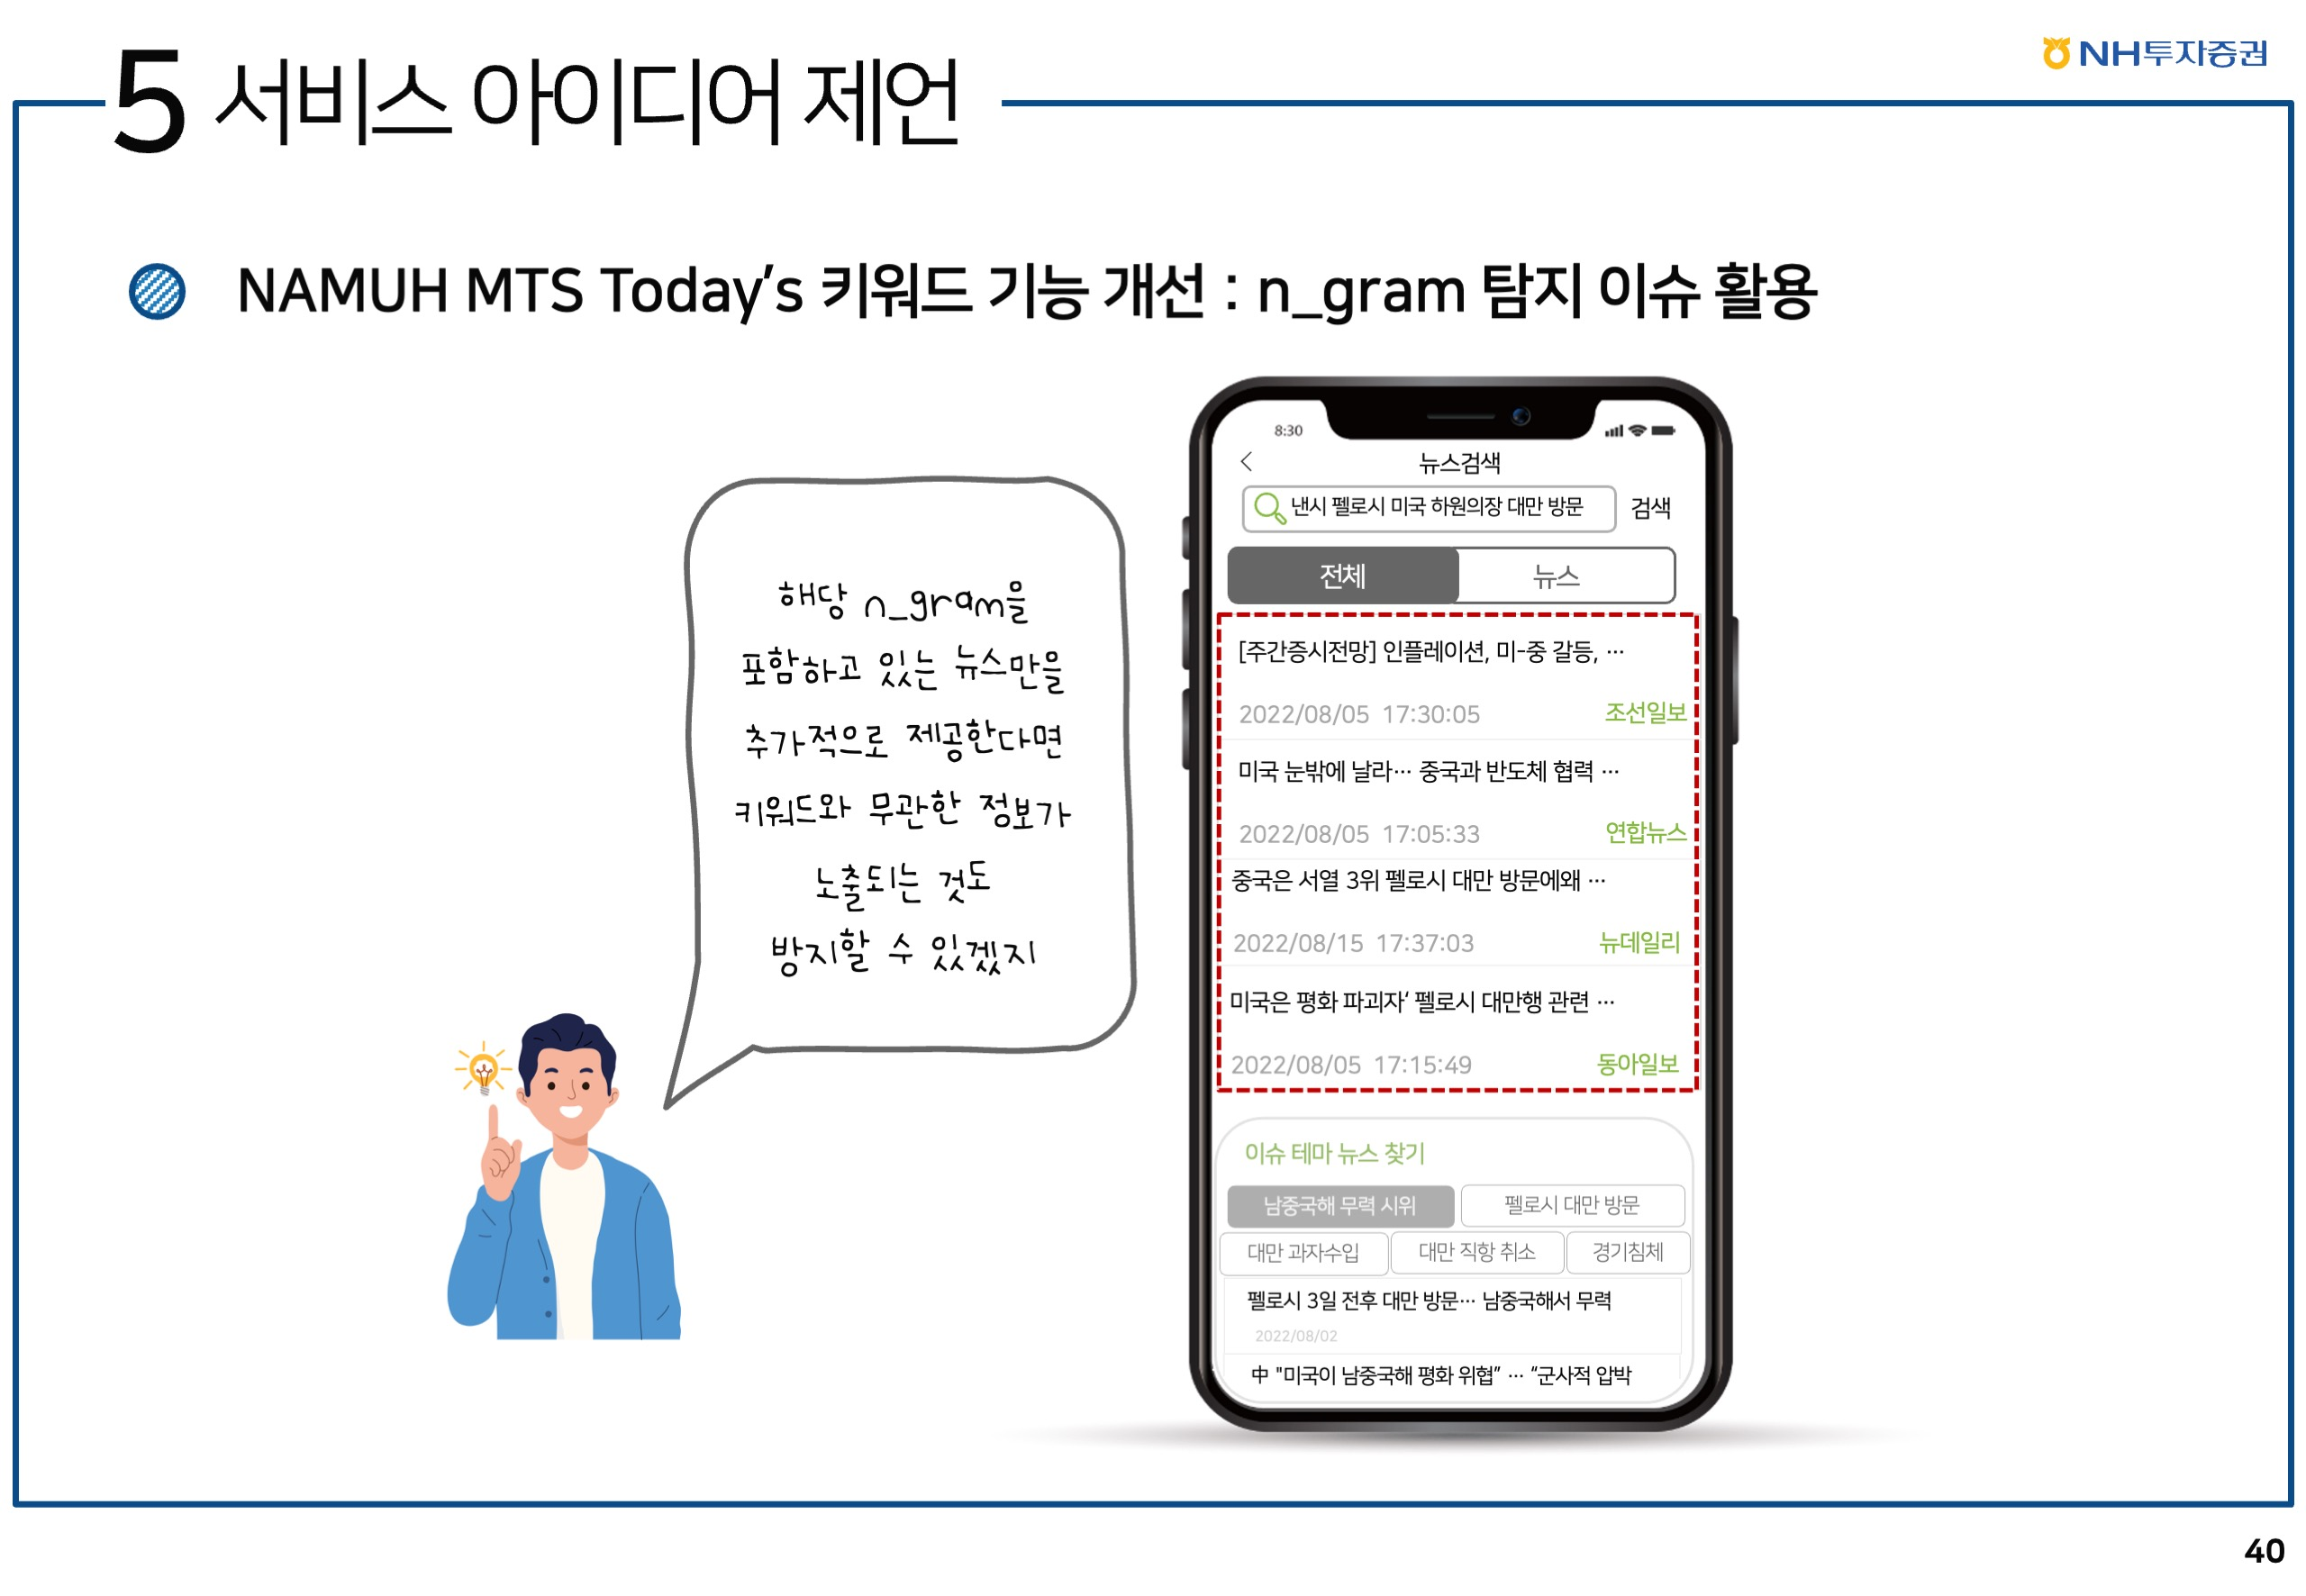 5 서비스 아이디어 제언
NH투자증권
NAMUH MTS Today's 키워드 기능 개선 : n_gram 탐지 이슈 활용
해당 n_gram을
포함하고 있는 뉴스만을
추가적으로 제공한다면
키워드와 무관한 정보가
노출되는 것도
방지할 수 있겠지
8:30
뉴스검색
낸시 펠로시 미국 하원의장 대만 방문 검색
전체 뉴스
[주간증시전망] 인플레이션, 미-중 갈등, …
2022/08/05 17:30:05 조선일보
미국 눈밖에 날라… 중국과 반도체 협력 …
2022/08/05 17:05:33 연합뉴스
중국은 서열 3위 펠로시 대만 방문에왜 …
2022/08/15 17:37:03 뉴데일리
미국은 평화 파괴자‘ 펠로시 대만행 관련 …
2022/08/05 17:15:49 동아일보
이슈 테마 뉴스 찾기
남중국해 무력 시위 펠로시 대만 방문
대만 과자수입 대만 직항 취소 경기침체
펠로시 3일 전후 대만 방문… 남중국해서 무력
2022/08/02
中 "미국이 남중국해 평화 위협” … “군사적 압박
40